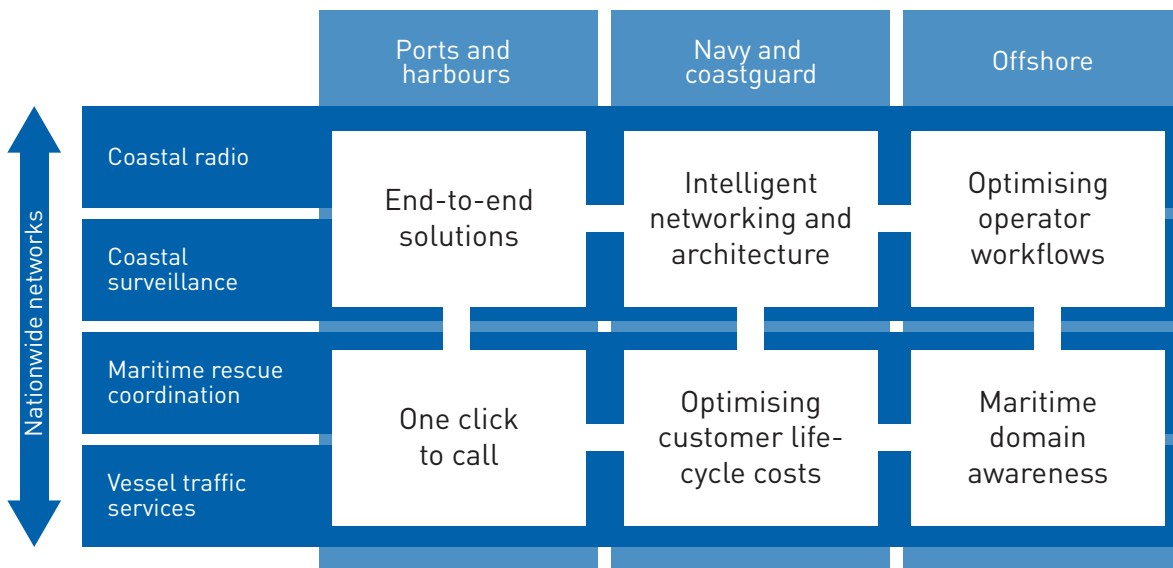 Ports and
harbours
Navy and
coastguard
Offshore
Nationwide networks
Coastal radio
Coastal
surveillance
Maritime rescue
coordination
Vessel traffic
services
End-to-end
solutions
Intelligent
networking and
architecture
Optimising
operator
workflows
One click
to call
Optimising
customer life-
cycle costs
Maritime
domain
awareness